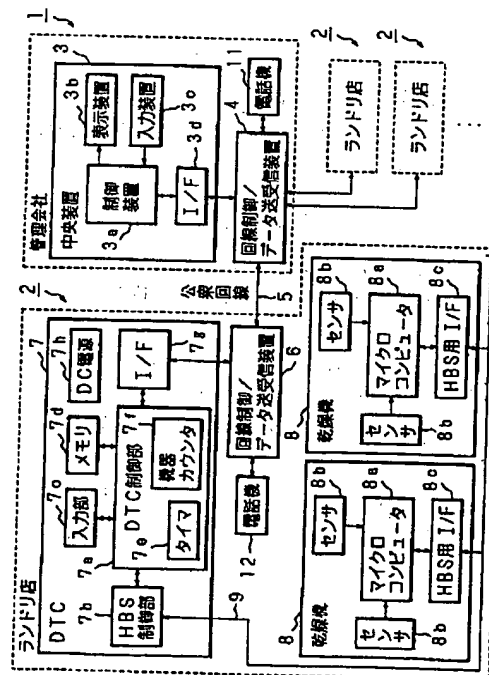 1
管理会社
中央装置
3
制御装置
3a
表示装置
3b
入力装置
3c
I/F
3d
回線制御/
データ送受信装置
4
電話機
11
ランドリ店
2
ランドリ店
2
公衆回線
5
ランドリ店
2
DTC
7
HBS
制御部
7b
入力部
7c
メモリ
7d
DC電源
7h
7a
DTC制御部
タイマ
7e
機器
カウンタ
7f
I/F
7g
回線制御/
データ送受信装置
6
電話機
12
9
乾燥機
8
センサ
8b
マイクロ
コンピュータ
8a
センサ
8b
HBS用I/F
8c
乾燥機
8
センサ
8b
マイクロ
コンピュータ
8a
センサ
8b
HBS用I/F
8c